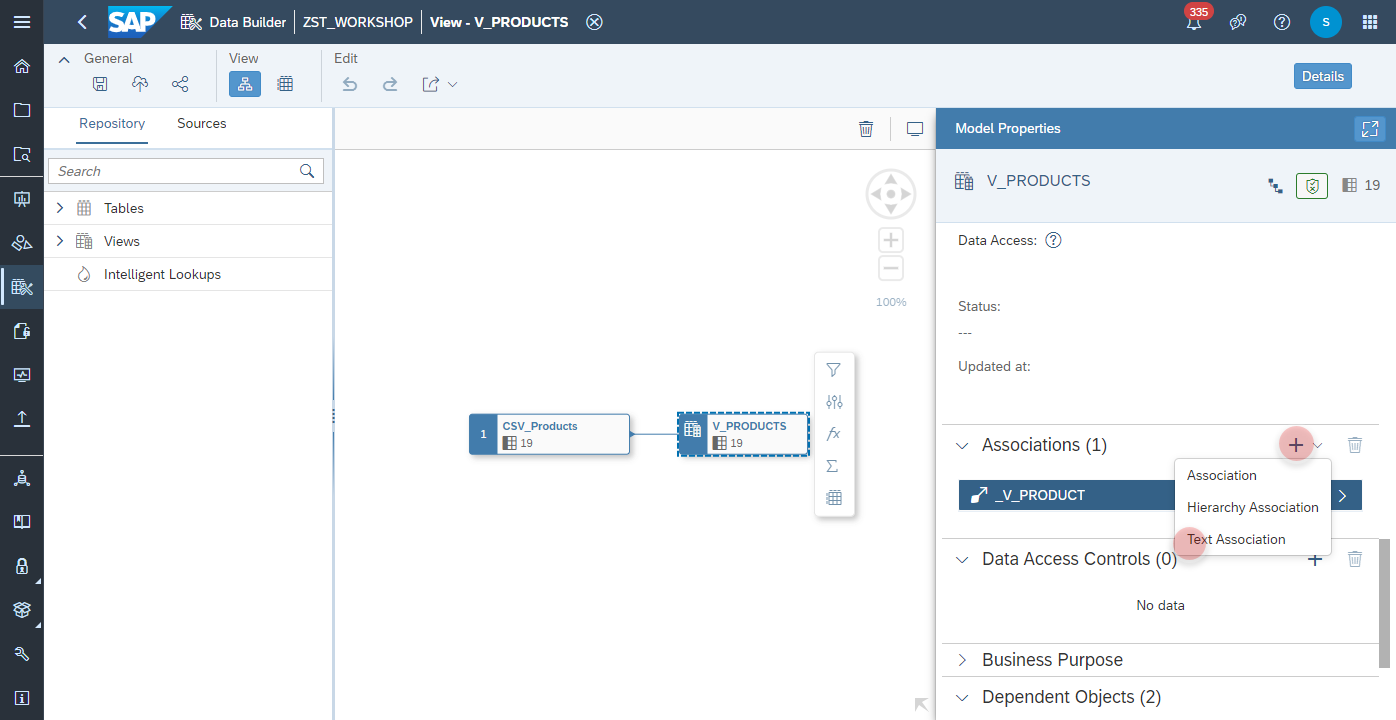 SAP
Data Builder
ZST_WORKSHOP
View - V_PRODUCTS
335
S
General
View
Edit
Details
Repository
Sources
Search
Tables
Views
Intelligent Lookups
100%
1
CSV_Products
19
V_PRODUCTS
19
fx
Σ
Model Properties
V_PRODUCTS
19
Data Access:
Status:
---
Updated at:
Associations (1)
_V_PRODUCT
Association
Hierarchy Association
Text Association
Data Access Controls (0)
No data
Business Purpose
Dependent Objects (2)